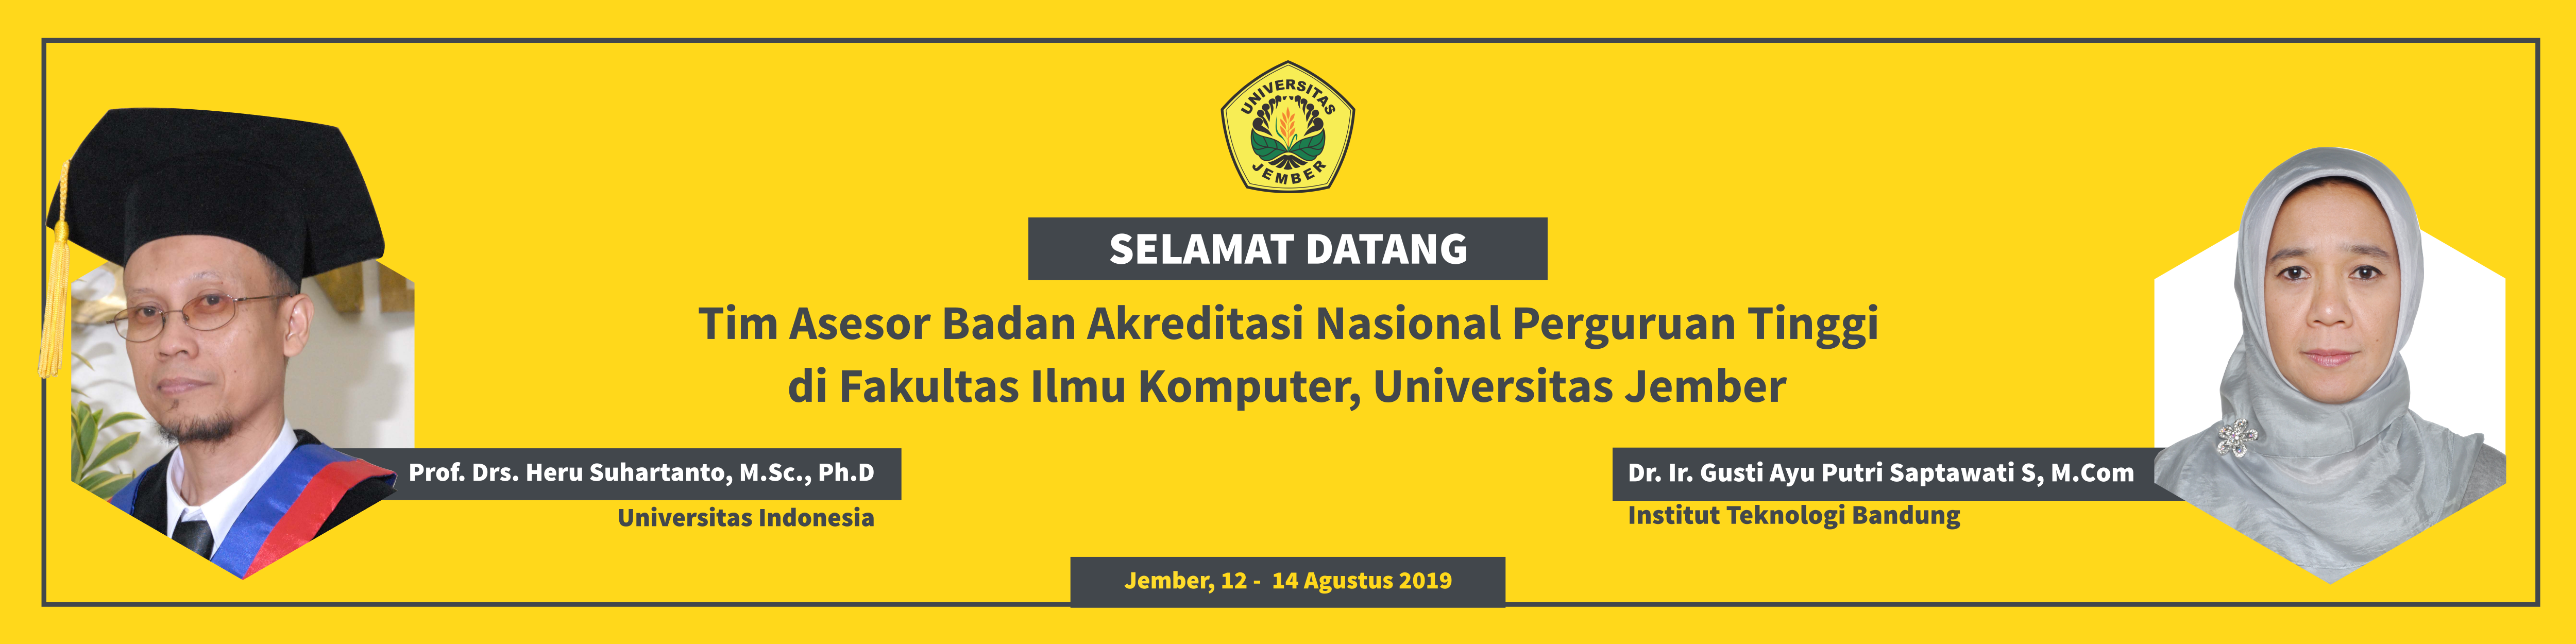 UNIVERSITAS
JEMBER
SELAMAT DATANG
Tim Asesor Badan Akreditasi Nasional Perguruan Tinggi
di Fakultas Ilmu Komputer, Universitas Jember
Prof. Drs. Heru Suhartanto, M.Sc., Ph.D
Universitas Indonesia
Dr. Ir. Gusti Ayu Putri Saptawati S, M.Com
Institut Teknologi Bandung
Jember, 12 - 14 Agustus 2019